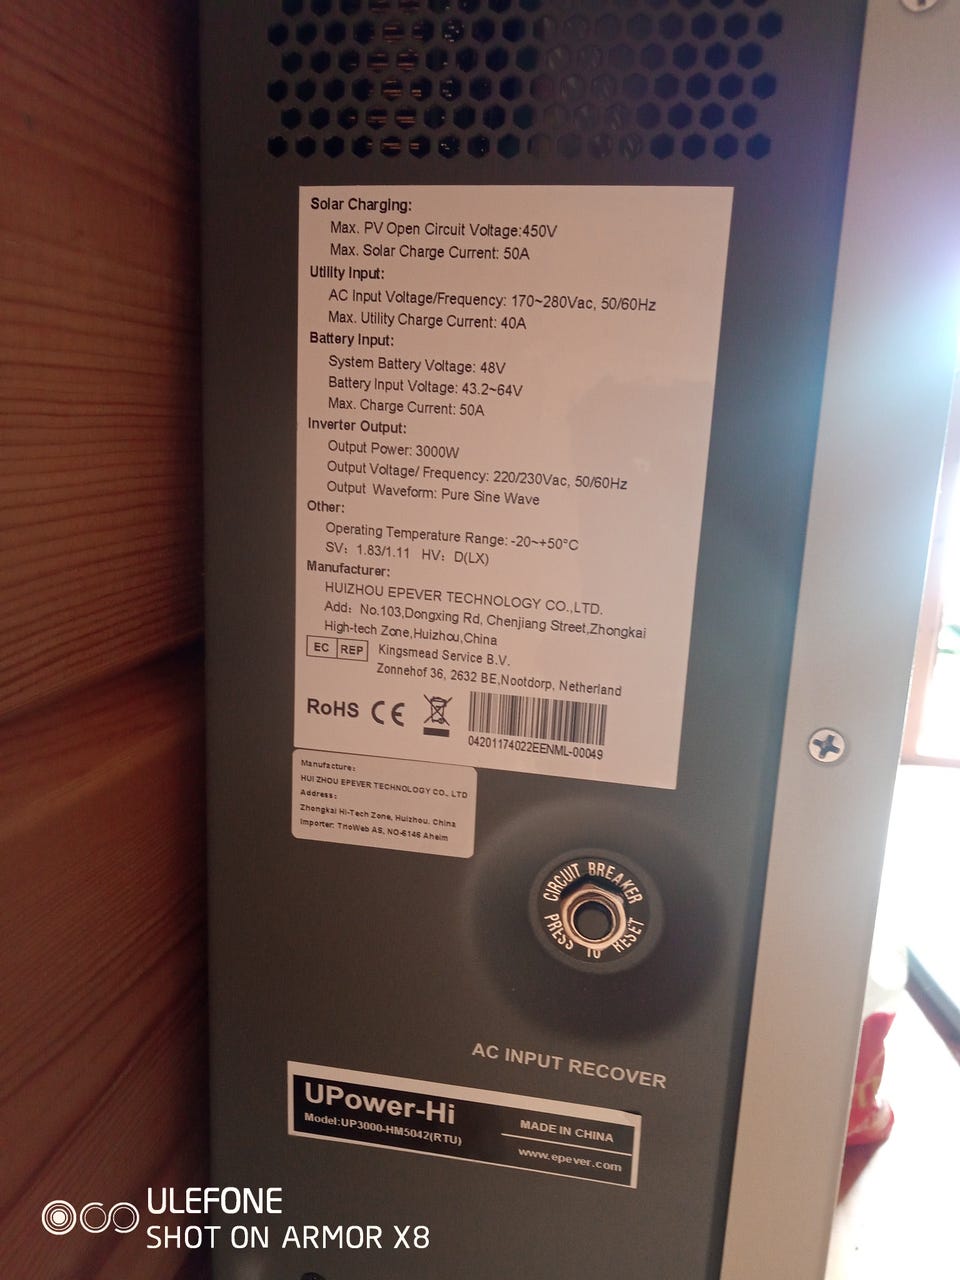 Solar Charging:
Max. PV Open Circuit Voltage:450V
Max. Solar Charge Current: 50A
Utility Input:
AC Input Voltage/Frequency: 170~280Vac, 50/60Hz
Max. Utility Charge Current: 40A
Battery Input:
System Battery Voltage: 48V
Battery Input Voltage: 43.2~64V
Max. Charge Current: 50A
Inverter Output:
Output Power: 3000W
Output Voltage/ Frequency: 220/230Vac, 50/60Hz
Output Waveform: Pure Sine Wave
Other:
Operating Temperature Range: -20~+50°C
SV: 1.83/1.11 HV: D(LX)
Manufacturer:
HUIZHOU EPEVER TECHNOLOGY CO.,LTD.
Add: No.103,Dongxing Rd, Chenjiang Street,Zhongkai
High-tech Zone,Huizhou,China
EC REP Kingsmead Service B.V.
Zonnehof 36, 2632 BE,Nootdorp, Netherland
RoHS CE
04201174022EENML-00049
Manufacture:
HUI ZHOU EPEVER TECHNOLOGY CO., LTD
Address:
Zhongkai Hi-Tech Zone, Huizhou. China
Importer: TrioWeb AS, NO-6146 Aheim
CIRCUIT BREAKER
PRESS TO RESET
AC INPUT RECOVER
UPower-Hi
Model:UP3000-HM5042(RTU)
MADE IN CHINA
www.epever.com
ULEFONE
SHOT ON ARMOR X8